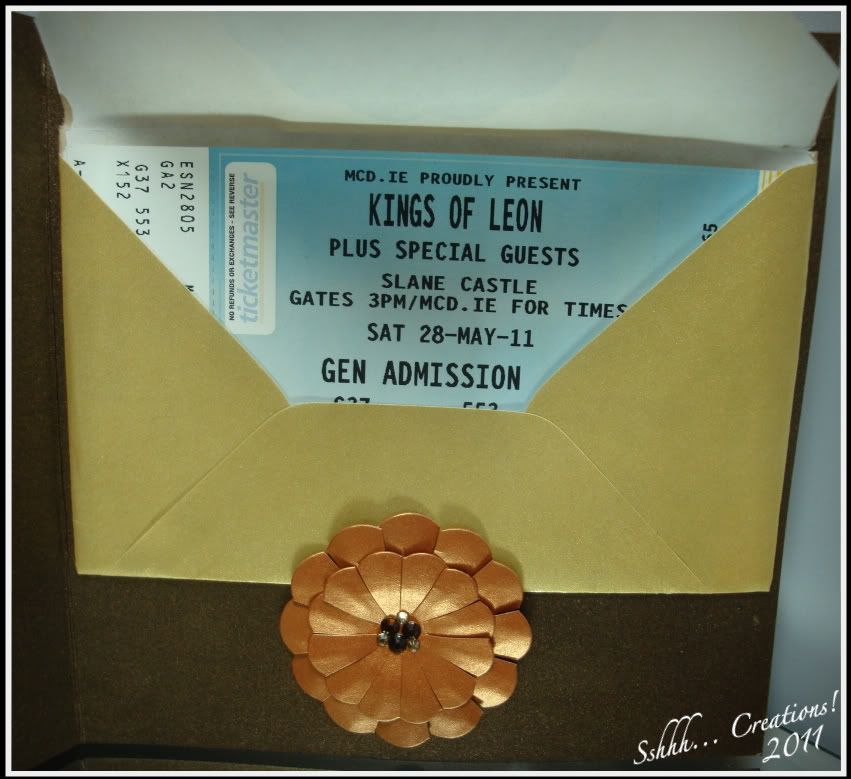 MCD.IE PROUDLY PRESENT
KINGS OF LEON
PLUS SPECIAL GUESTS
SLANE CASTLE
GATES 3PM/MCD.IE FOR TIMES
SAT 28-MAY-11
GEN ADMISSION
G37 553
ticketmaster
NO REFUNDS OR EXCHANGES - SEE REVERSE
ESN2805
GA2
G37 553
X152
A-
Sshhh... Creations!
2011